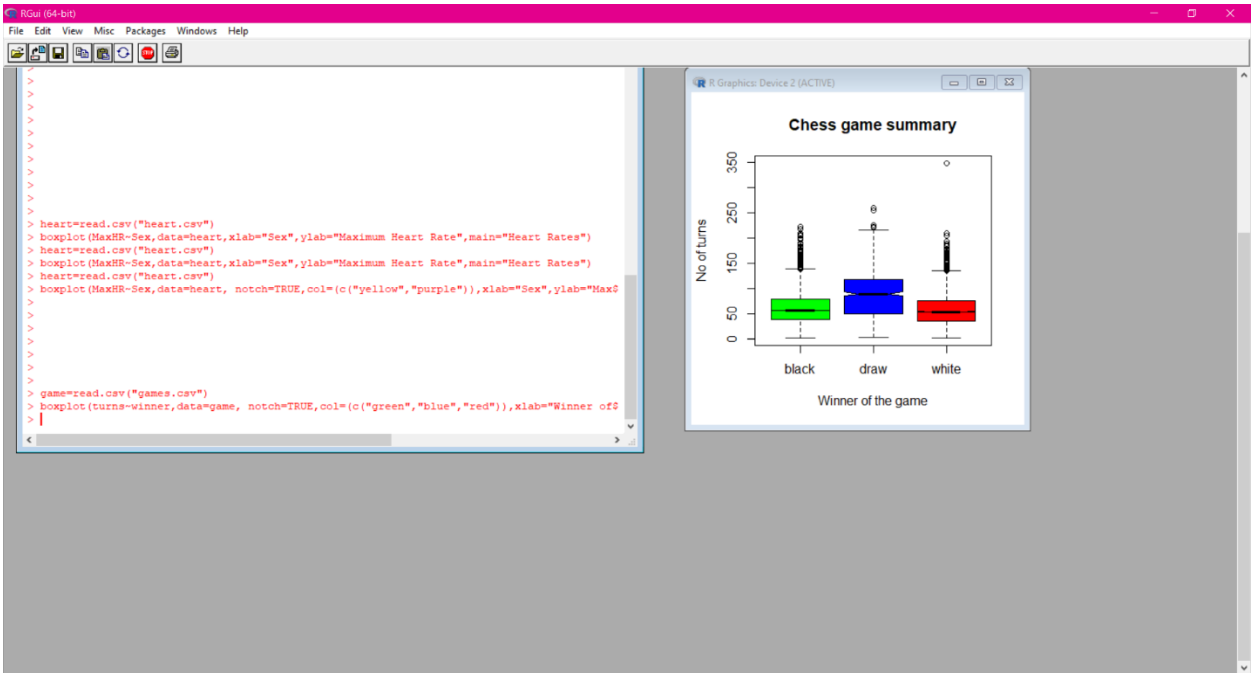 RGui (64-bit)
File Edit View Misc Packages Windows Help
STOP
>
>
>
>
>
>
>
>
>
>
>
> heart=read.csv("heart.csv")
> boxplot(MaxHR~Sex,data=heart,xlab="Sex",ylab="Maximum Heart Rate",main="Heart Rates")
> heart=read.csv("heart.csv")
> boxplot(MaxHR~Sex,data=heart,xlab="Sex",ylab="Maximum Heart Rate",main="Heart Rates")
> heart=read.csv("heart.csv")
> boxplot(MaxHR~Sex,data=heart, notch=TRUE,col=(c("yellow","purple")),xlab="Sex",ylab="Max$
>
>
>
>
>
>
>
> game=read.csv("games.csv")
> boxplot(turns~winner,data=game, notch=TRUE,col=(c("green","blue","red")),xlab="Winner of$
>
R Graphics: Device 2 (ACTIVE)
Chess game summary
No of turns
350
250
150
50
0
black draw white
Winner of the game